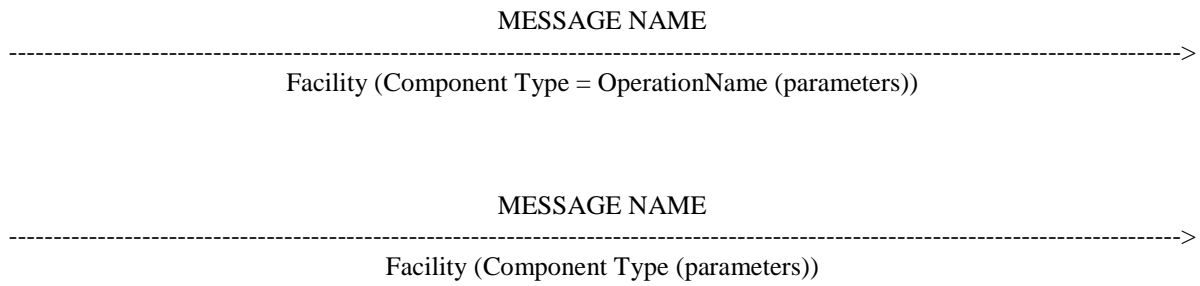 MESSAGE NAME
------------------------------------------------------------------------------------------------------------------------------------>
Facility (Component Type = OperationName (parameters))
MESSAGE NAME
------------------------------------------------------------------------------------------------------------------------------------>
Facility (Component Type (parameters))